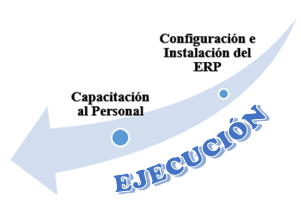 Configuración e
Instalación del
ERP
Capacitación
al Personal
EJECUCIÓN